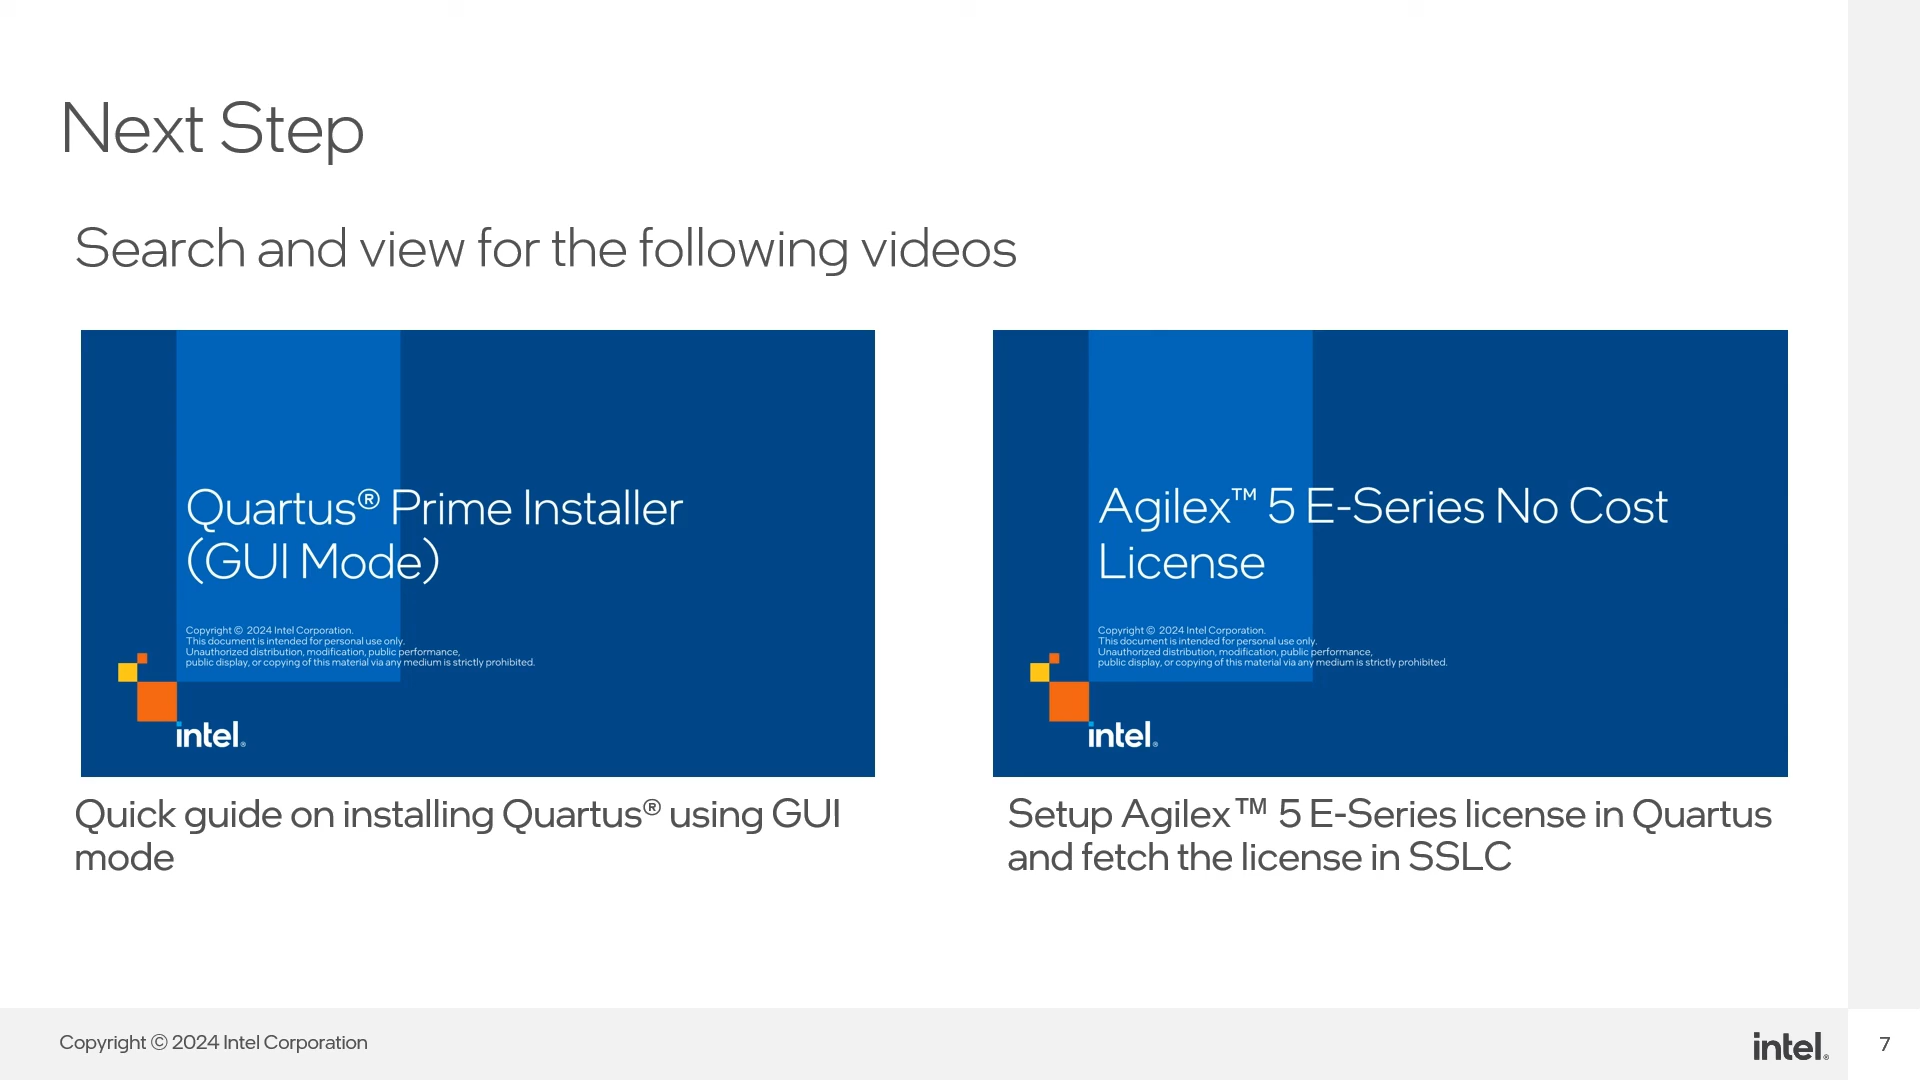 Next Step
Search and view for the following videos
Quartus® Prime Installer
(GUI Mode)
Copyright © 2024 Intel Corporation.
This document is intended for personal use only.
Unauthorized distribution, modification, public performance,
public display, or copying of this material via any medium is strictly prohibited.
intel®
Quick guide on installing Quartus® using GUI
mode
Agilex™ 5 E-Series No Cost
License
Copyright © 2024 Intel Corporation.
This document is intended for personal use only.
Unauthorized distribution, modification, public performance,
public display, or copying of this material via any medium is strictly prohibited.
intel®
Setup Agilex™ 5 E-Series license in Quartus
and fetch the license in SSLC
Copyright © 2024 Intel Corporation
intel®
7